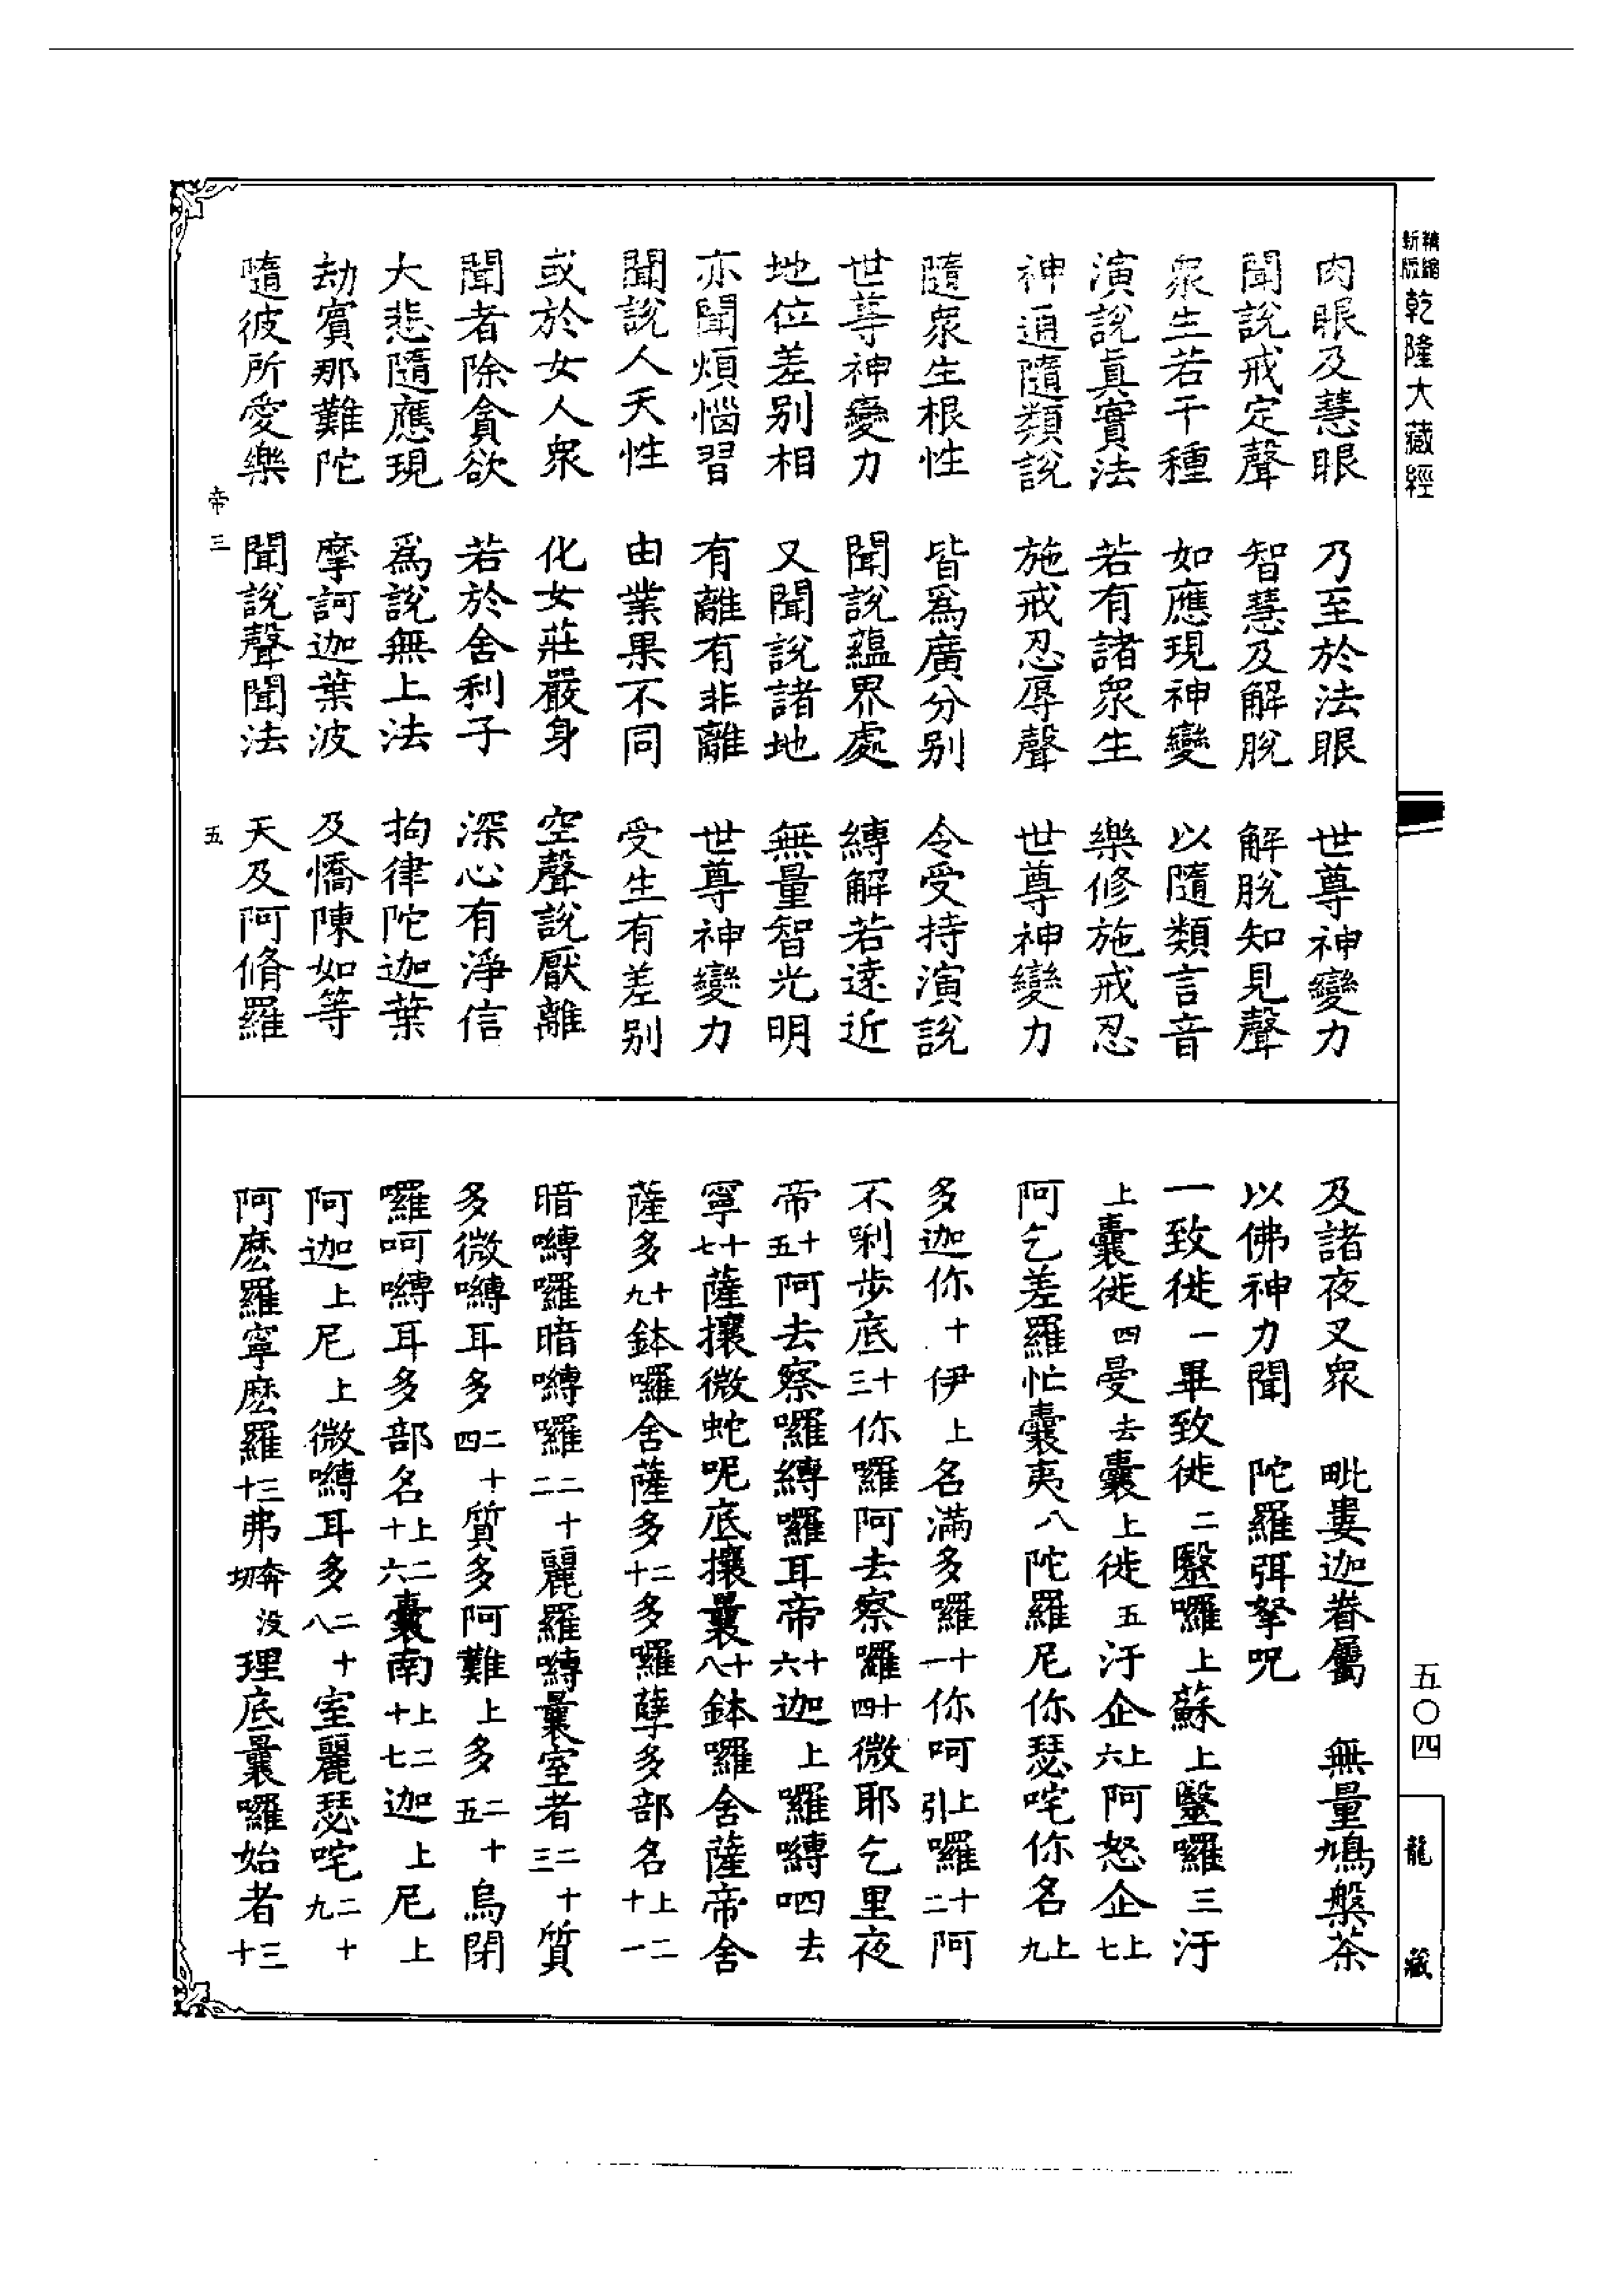 精縮新版乾隆大藏經
五〇四
龍藏
肉眼及慧眼　乃至於法眼　世尊神變力
聞說戒定聲　智慧及解脫　解脫知見聲
衆生若干種　如應現神變　以隨類言音
演說眞實法　若有諸衆生　樂修施戒忍
神通隨類說　施戒忍辱聲　世尊神變力
隨衆生根性　皆爲廣分别　令受持演說
世尊神變力　聞說蘊界處　縛解若遠近
地位差别相　又聞說諸地　無量智光明
亦聞煩惱習　有離有非離　世尊神變力
聞說人天性　由業果不同　受生有差别
或於女人衆　化女莊嚴身　空聲說厭離
聞者除貪欲　若於舍利子　深心有淨信
大悲隨應現　爲說無上法　拘律陀迦葉
劫賓那難陀　摩訶迦葉波　及憍陳如等
隨彼所愛樂　聞說聲聞法　天及阿脩羅
帝三　五
及諸夜叉衆　毗婁迦眷屬　無量鳩槃茶
以佛神力聞　陀羅弭拏呪
一致徙一畢致徙二毉囉上蘇上毉囉三汙
上囊徙四曼去囊上徙五汙企上六阿怒企上七
阿乞差羅忙囊夷八陀羅尼你瑟咤你名上九
多迦你十伊上名滿多囉十一你呵上引囉十二阿
不剁步底十三你囉阿去察囉十四微耶乞里夜
帝十五阿去察囉縛囉耳帝十六迦上囉嚩呬去
寧十七薩攘微蛇呢底攘囊十八鉢囉舍薩帝舍
薩多十九鉢囉舍薩多二十多囉孽多部名上二十一
暗嚩囉暗嚩囉二十二麗羅嚩囊室者二十三質
多微嚩耳多二十四質多阿難上多二十五烏閉
囉呵嚩耳多部名上二十六囊南上二十七迦上尼上
阿迦上尼上微嚩耳多二十八室麗瑟咤二十九
阿麽羅寧麽羅三十弗奔没切理底囊囉始者三十